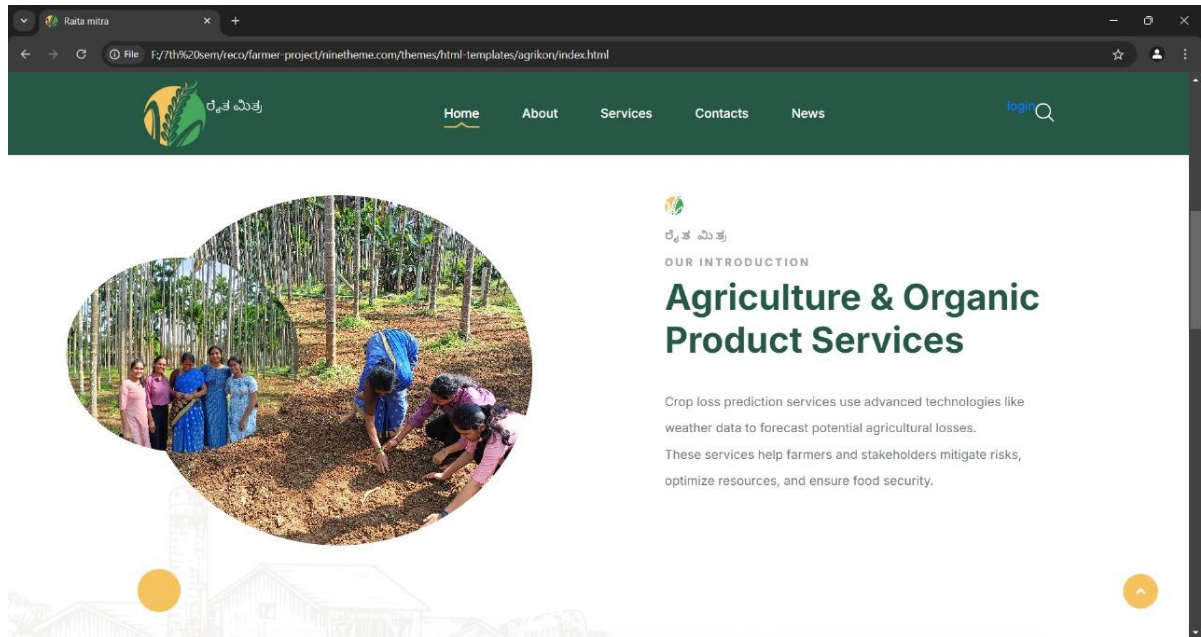 Raita mitra
File F:/7th%20sem/reco/farmer-project/ninetheme.com/themes/html-templates/agrikon/index.html
ರೈತ ಮಿತ್ರ Home About Services Contacts News login
ರೈತ ಮಿತ್ರ
OUR INTRODUCTION
Agriculture & Organic
Product Services
Crop loss prediction services use advanced technologies like
weather data to forecast potential agricultural losses.
These services help farmers and stakeholders mitigate risks,
optimize resources, and ensure food security.